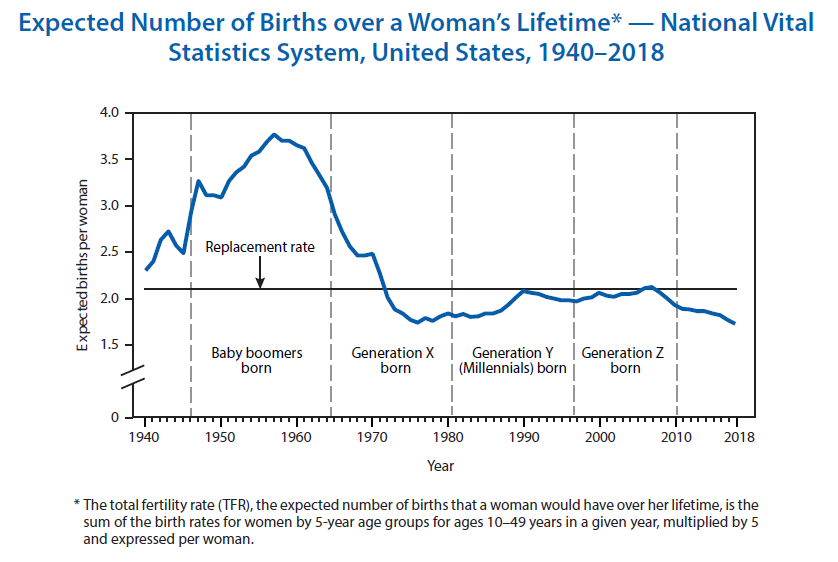 Expected Number of Births over a Woman’s Lifetime* — National Vital
Statistics System, United States, 1940–2018
4.0
3.5
3.0
2.5
2.0
1.5
0
Expected births per woman
Replacement rate
Baby boomers
born
Generation X
born
Generation Y
(Millennials) born
Generation Z
born
1940 1950 1960 1970 1980 1990 2000 2010 2018
Year
* The total fertility rate (TFR), the expected number of births that a woman would have over her lifetime, is the
sum of the birth rates for women by 5-year age groups for ages 10–49 years in a given year, multiplied by 5
and expressed per woman.